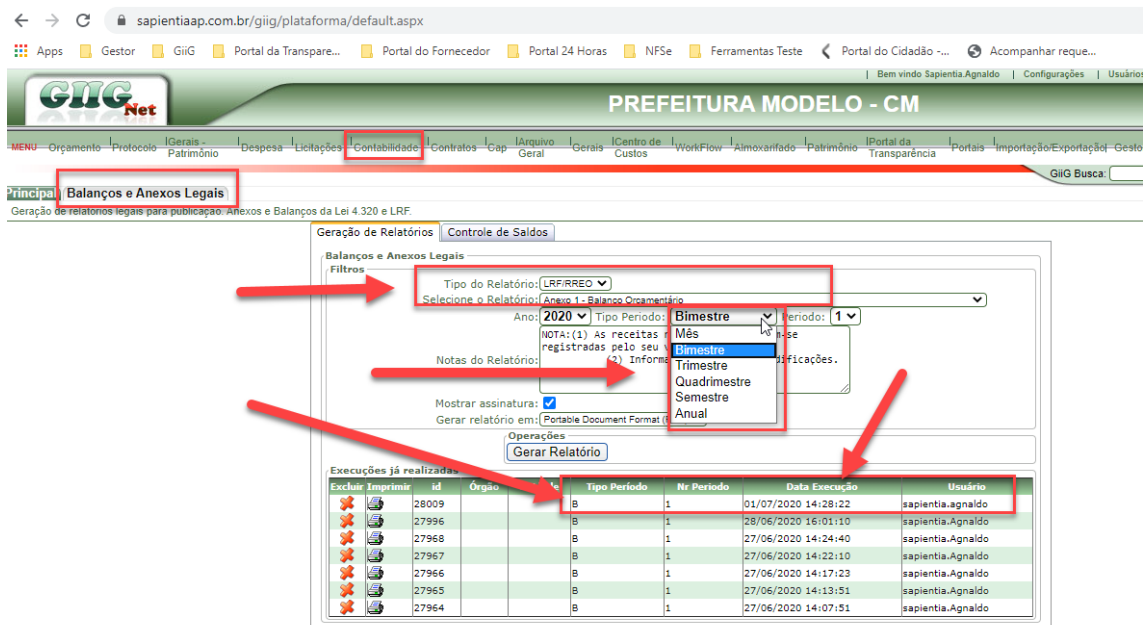 sapientiaap.com.br/giig/plataforma/default.aspx
Apps Gestor GiiG Portal da Transpare... Portal do Fornecedor Portal 24 Horas NFSe Ferramentas Teste Portal do Cidadão -... Acompanhar reque...
| Bem vindo Sapientia.Agnaldo | Configurações | Usuários
GIIG Net
PREFEITURA MODELO - CM
MENU Orçamento Protocolo Gerais - Patrimônio Despesa Licitações Contabilidade Contratos Cap Arquivo Geral Gerais Centro de Custos WorkFlow Almoxarifado Patrimônio Portal da Transparência Portais Importação/Exportação Gesto
GiiG Busca:
Principal Balanços e Anexos Legais
Geração de relatórios legais para publicação. Anexos e Balanços da Lei 4.320 e LRF.
Geração de Relatórios Controle de Saldos
Balanços e Anexos Legais
Filtros
Tipo do Relatório: LRF/RREO
Selecione o Relatório: Anexo 1 - Balanço Orçamentário
Ano: 2020 Tipo Periodo: Bimestre Periodo: 1
Mês
Bimestre
Trimestre
Quadrimestre
Semestre
Anual
NOTA:(1) As receitas
registradas pelo seu
(2)
Notas do Relatório:
Mostrar assinatura:
Gerar relatório em: Portable Document Format
Operações
Gerar Relatório
Execuções já realizadas
Excluir Imprimir id Órgão Tipo Período Nr Periodo Data Execução Usuário
28009 B 1 01/07/2020 14:28:22 sapientia.agnaldo
27996 B 1 28/06/2020 16:01:10 sapientia.Agnaldo
27968 B 1 27/06/2020 14:24:40 sapientia.Agnaldo
27967 B 1 27/06/2020 14:22:10 sapientia.Agnaldo
27966 B 1 27/06/2020 14:17:23 sapientia.Agnaldo
27965 B 1 27/06/2020 14:13:51 sapientia.Agnaldo
27964 B 1 27/06/2020 14:07:51 sapientia.Agnaldo